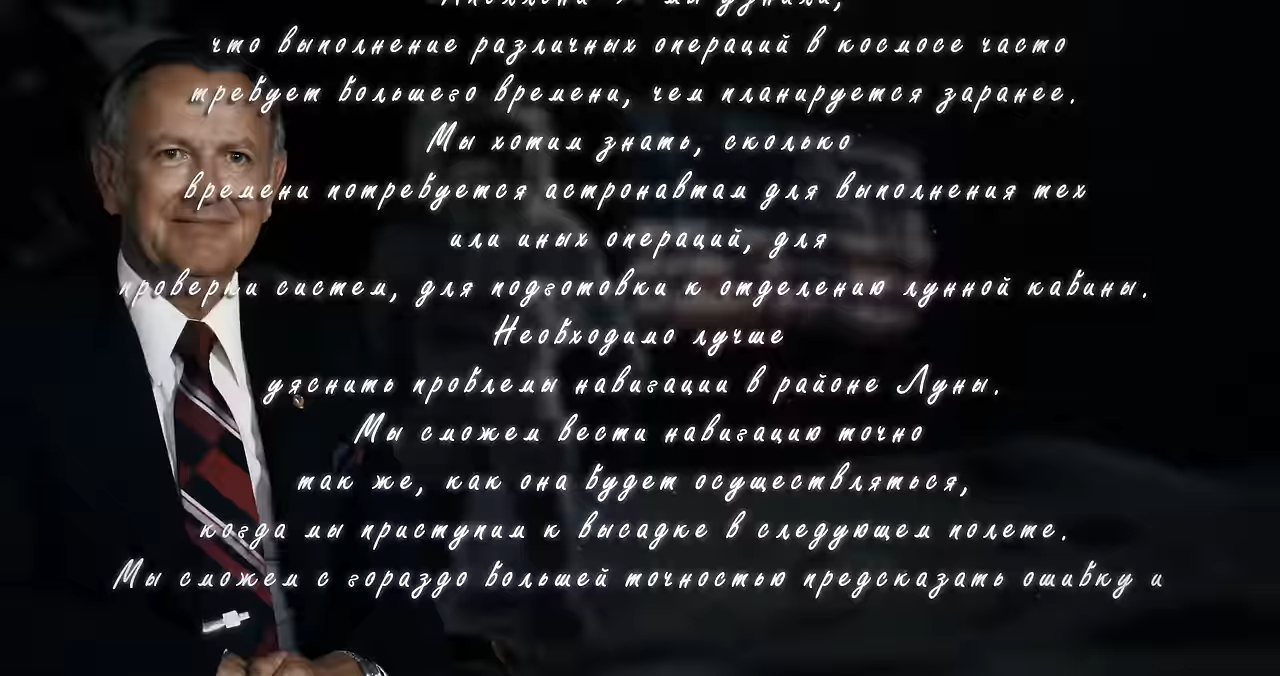 мы узнали,
что выполнение различных операций в космосе часто
требует большего времени, чем планируется заранее.
Мы хотим знать, сколько
времени потребуется астронавтам для выполнения тех
или иных операций, для
проверки систем, для подготовки к отделению лунной кабины.
Необходимо лучше
уяснить проблемы навигации в районе Луны.
Мы сможем вести навигацию точно
так же, как она будет осуществляться,
когда мы приступим к высадке в следующем полете.
Мы сможем с гораздо большей точностью предсказать ошибку и